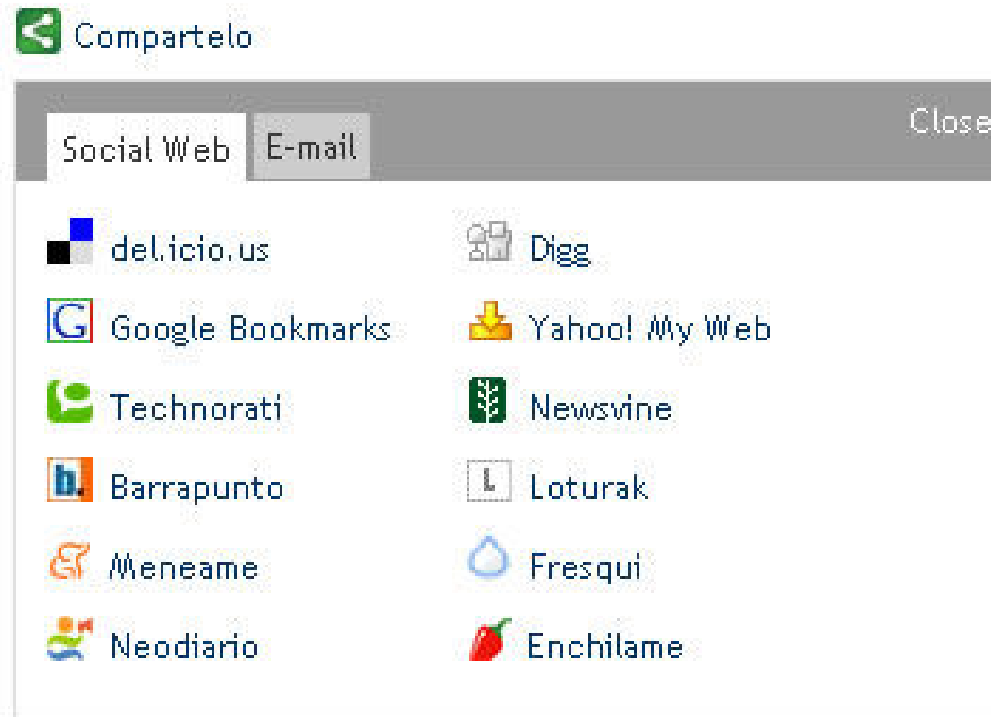 Compartelo
Close
Social Web E-mail
del.icio.us Digg
Google Bookmarks Yahoo! My Web
Technorati Newsvine
b. Barrapunto L Loturak
Meneame Fresqui
Neodiario Enchilame